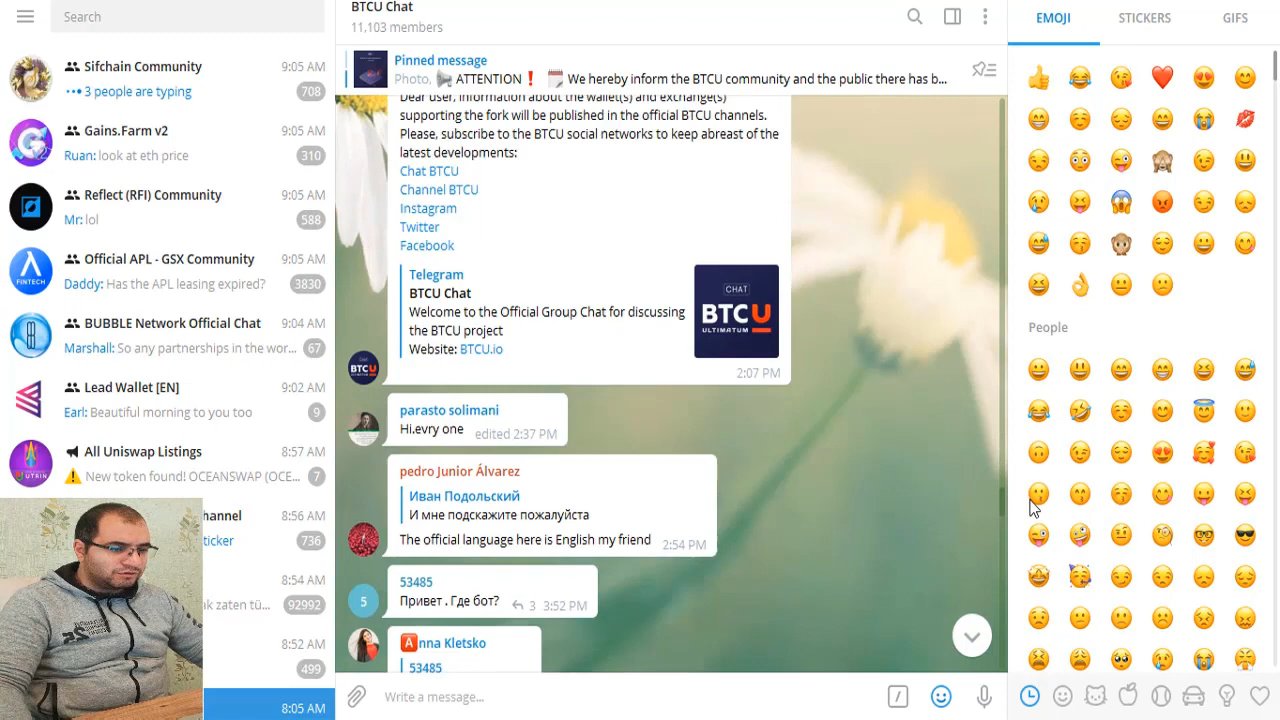 Search
Sifchain Community
9:05 AM
3 people are typing
708
Gains.Farm v2
9:05 AM
Ruan: look at eth price
310
Reflect (RFI) Community
9:05 AM
Mr: lol
588
Official APL - GSX Community
9:05 AM
FINTECH
Daddy: Has the APL leasing expired?
3830
BUBBLE Network Official Chat
9:04 AM
Marshall: So any partnerships in the wor...
67
Lead Wallet [EN]
9:02 AM
Earl: Beautiful morning to you too
9
All Uniswap Listings
8:57 AM
New token found! OCEANSWAP (OCE...
7
hannel
8:56 AM
ticker
736
8:54 AM
ak zaten tü...
92992
8:52 AM
499
8:05 AM
BTCU Chat
11,103 members
Pinned message
Photo, 📢 ATTENTION❗ 🗓 We hereby inform the BTCU community and the public there has b...
Dear user, information about the wallet(s) and exchange(s)
supporting the fork will be published in the official BTCU channels.
Please, subscribe to the BTCU social networks to keep abreast of the
latest developments:
Chat BTCU
Channel BTCU
Instagram
Twitter
Facebook
Telegram
BTCU Chat
Welcome to the Official Group Chat for discussing
the BTCU project
Website: BTCU.io
CHAT
BTCU
ULTIMATUM
2:07 PM
parasto solimani
Hi.evry one
edited 2:37 PM
pedro Junior Álvarez
Иван Подольский
И мне подскажите пожалуйста
The official language here is English my friend
2:54 PM
53485
5
Привет . Где бот?
3 3:52 PM
🅰nna Kletsko
53485
Write a message...
EMOJI
STICKERS
GIFS
People